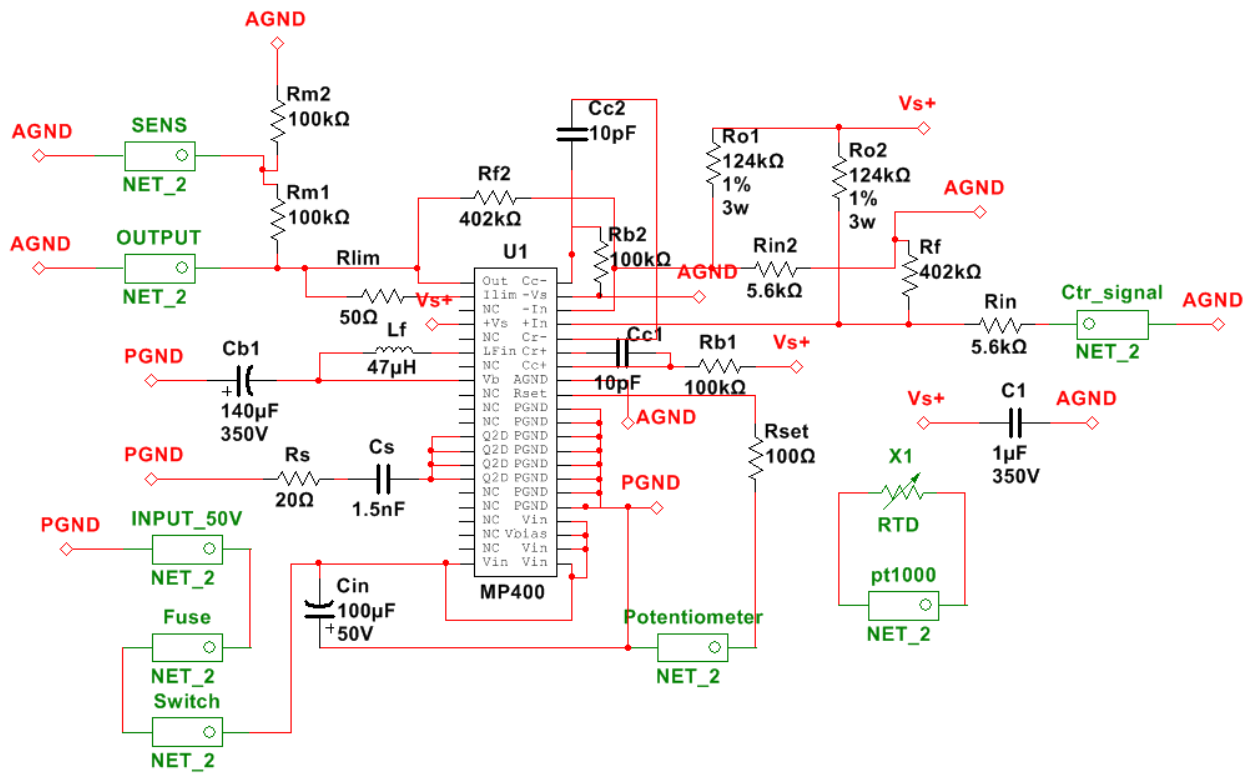 AGND
Rm2
100kΩ
AGND
SENS
NET_2
Rm1
100kΩ
AGND
OUTPUT
NET_2
Rlim
50Ω
Vs+
Rf2
402kΩ
Cc2
10pF
Rb2
100kΩ
AGND
Ro1
124kΩ
1%
3w
Vs+
Ro2
124kΩ
1%
3w
AGND
Rin2
5.6kΩ
Rf
402kΩ
Rin
5.6kΩ
Ctr_signal
NET_2
AGND
U1
Out
Ilim
NC
+Vs
NC
LFin
NC
Vb
NC
NC
NC
Q2D
Q2D
Q2D
Q2D
NC
NC
NC
NC
NC
Vin
Cc-
-Vs
-In
+In
Cr-
Cr+
Cc+
AGND
Rset
PGND
PGND
PGND
PGND
PGND
PGND
PGND
PGND
Vin
Vbias
Vin
Vin
MP400
Lf
47µH
PGND
Cb1
+
140µF
350V
Cc1
10pF
Rb1
100kΩ
Vs+
AGND
Rset
100Ω
Vs+
C1
1µF
350V
AGND
PGND
Rs
20Ω
Cs
1.5nF
PGND
X1
RTD
pt1000
NET_2
PGND
INPUT_50V
NET_2
Fuse
NET_2
Switch
NET_2
Cin
100µF
+
50V
Potentiometer
NET_2